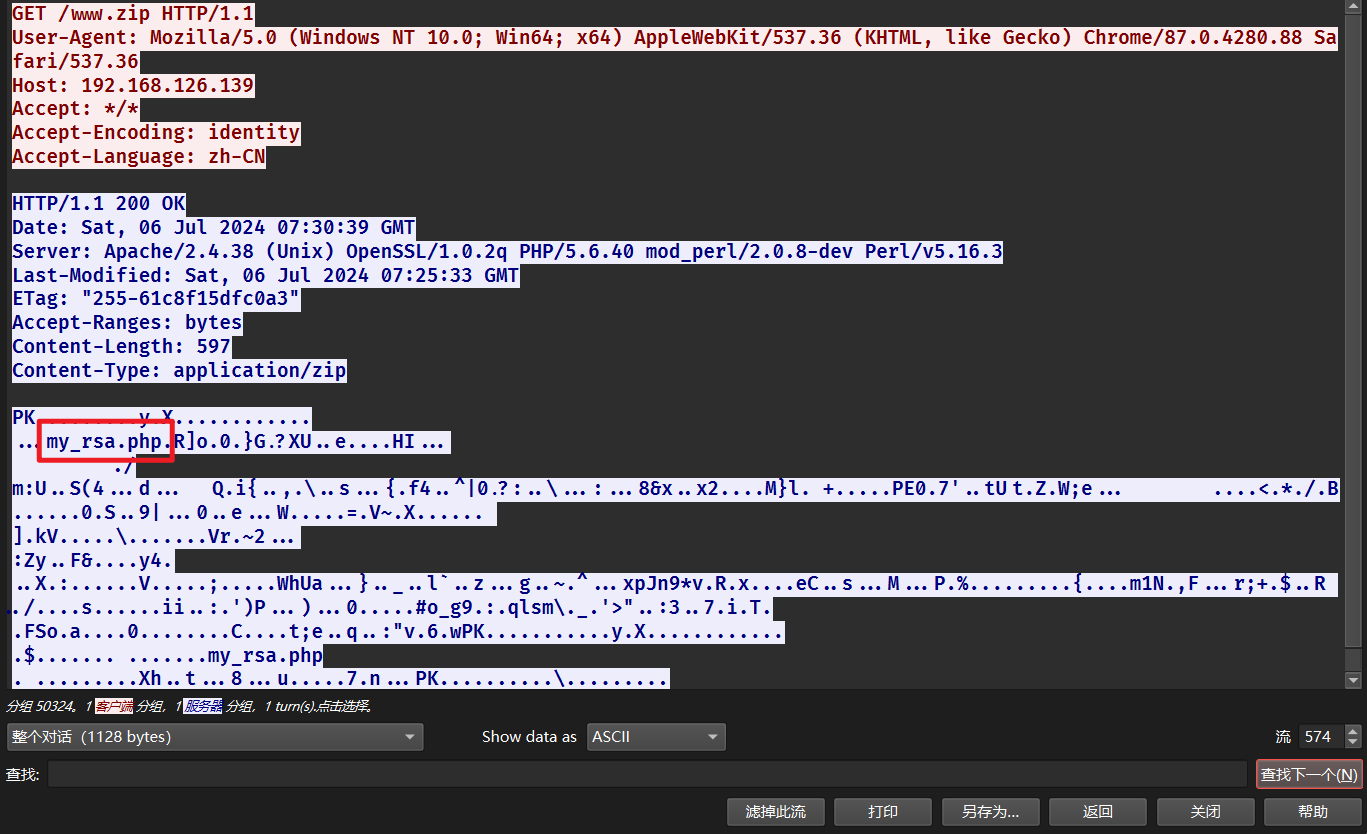 GET /www.zip HTTP/1.1
User-Agent: Mozilla/5.0 (Windows NT 10.0; Win64; x64) AppleWebKit/537.36 (KHTML, like Gecko) Chrome/87.0.4280.88 Sa
fari/537.36
Host: 192.168.126.139
Accept: */*
Accept-Encoding: identity
Accept-Language: zh-CN
HTTP/1.1 200 OK
Date: Sat, 06 Jul 2024 07:30:39 GMT
Server: Apache/2.4.38 (Unix) OpenSSL/1.0.2q PHP/5.6.40 mod_perl/2.0.8-dev Perl/v5.16.3
Last-Modified: Sat, 06 Jul 2024 07:25:33 GMT
ETag: "255-61c8f15dfc0a3"
Accept-Ranges: bytes
Content-Length: 597
Content-Type: application/zip
PK.........y.X............
...my_rsa.php.R]o.0.}G.?XU..e....HI...
./
m:U..S(4...d...   Q.i{..,.\..s...{.f4..^|0.?:..\...:...8&x..x2....M}l. +.....PE0.7'..tUt.Z.W;e...        ....<.*./.B
......0.S..9|...0..e...W.....=.V~.X......
].kV.....\.......Vr.~2...
:Zy..F&....y4.
..X.:......V.....;.....WhUa...}.._..l`..z...g..~.^...xpJn9*v.R.x....eC..s...M...P.%.........{....m1N.,F...r;+.$..R
../....s......ii..:.')P...)...0.....#o_g9.:.qlsm\._.'>"..:3..7.i.T.
.FSo.a....0........C....t;e..q..:"v.6.wPK...........y.X............
.$....... .......my_rsa.php
. .........Xh..t...8...u.....7.n...PK..........\.........
分组 50324。1 客户端 分组，1 服务器 分组，1 turn(s).点击选择。
整个对话 (1128 bytes) Show data as ASCII 流 574
查找: 查找下一个(N)
滤掉此流 打印 另存为... 返回 关闭 帮助